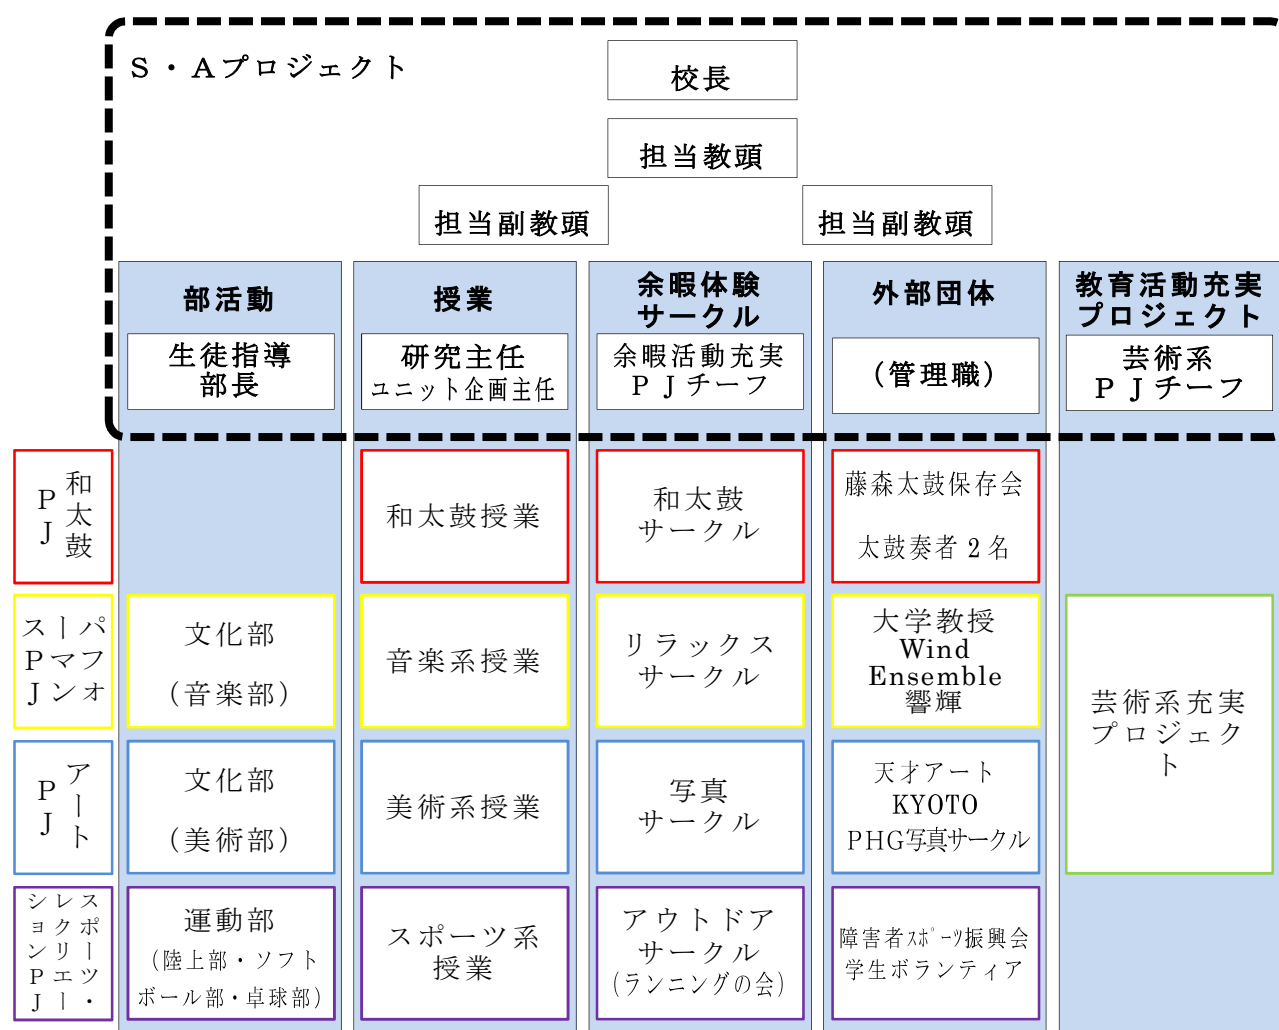 S・Aプロジェクト
校長
担当教頭
担当副教頭
担当副教頭
部活動
生徒指導
部長
授業
研究主任
ユニット企画主任
余暇体験
サークル
余暇活動充実
PJチーフ
外部団体
（管理職）
教育活動充実
プロジェクト
芸術系
PJチーフ
和太鼓
PJ
和太鼓授業
和太鼓
サークル
藤森太鼓保存会
太鼓奏者2名
パフォ
ーマン
スPJ
文化部
（音楽部）
音楽系授業
リラックス
サークル
大学教授
Wind
Ensemble
響輝
芸術系充実
プロジェク
ト
アート
PJ
文化部
（美術部）
美術系授業
写真
サークル
天才アート
KYOTO
PHG写真サークル
スポーツ・
レクリエー
ションPJ
運動部
（陸上部・ソフト
ボール部・卓球部）
スポーツ系
授業
アウトドア
サークル
（ランニングの会）
障害者ｽﾎﾟｰﾂ振興会
学生ボランティア